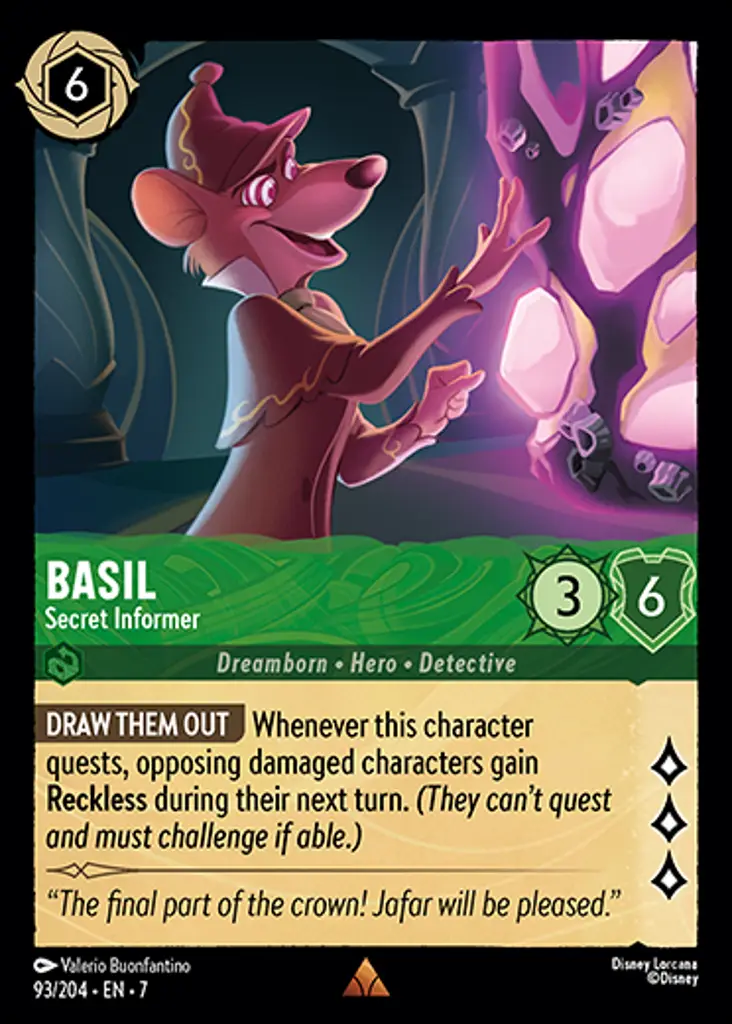 6
BASIL
Secret Informer
3
6
Dreamborn • Hero • Detective
DRAW THEM OUT Whenever this character
quests, opposing damaged characters gain
Reckless during their next turn. (They can’t quest
and must challenge if able.)
“The final part of the crown! Jafar will be pleased.”
Valerio Buonfantino
93/204 • EN • 7
Disney Lorcana
©Disney